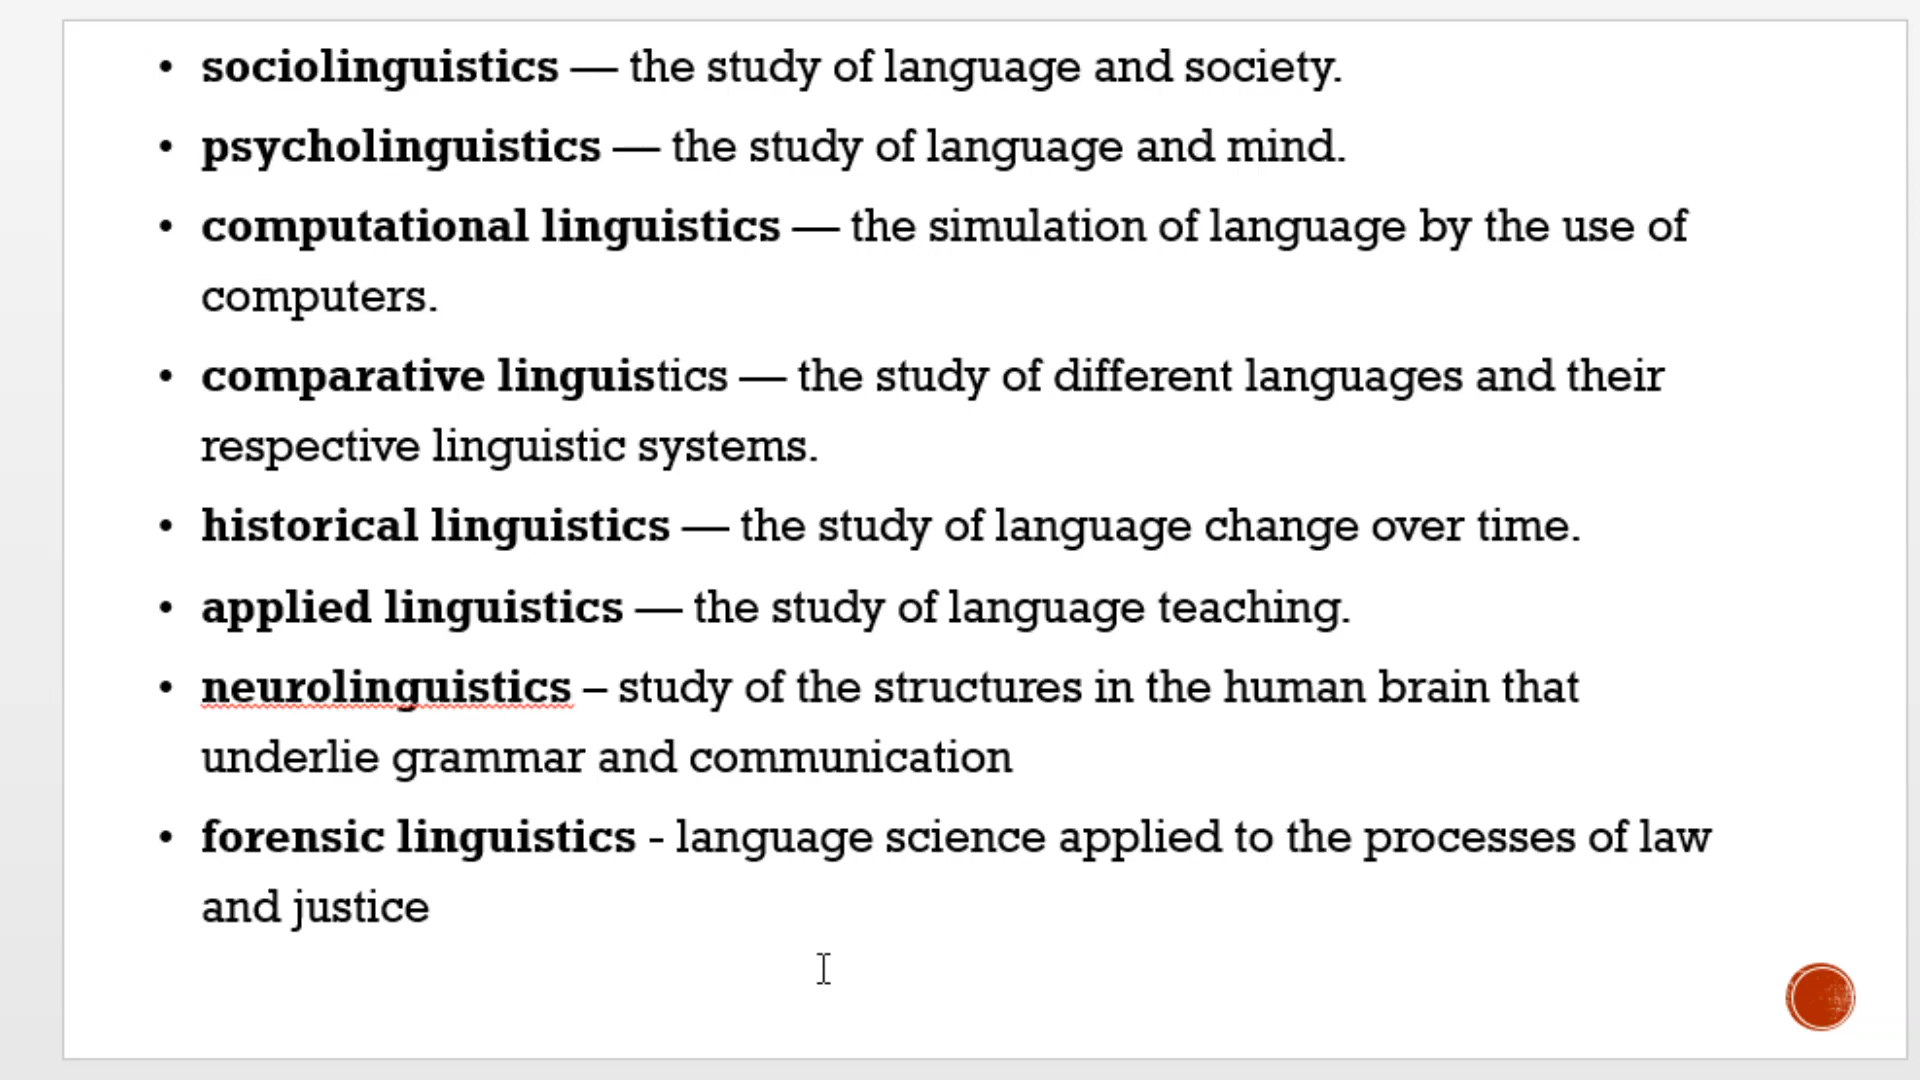 • sociolinguistics — the study of language and society.
• psycholinguistics — the study of language and mind.
• computational linguistics — the simulation of language by the use of
computers.
• comparative linguistics — the study of different languages and their
respective linguistic systems.
• historical linguistics — the study of language change over time.
• applied linguistics — the study of language teaching.
• neurolinguistics – study of the structures in the human brain that
underlie grammar and communication
• forensic linguistics - language science applied to the processes of law
and justice